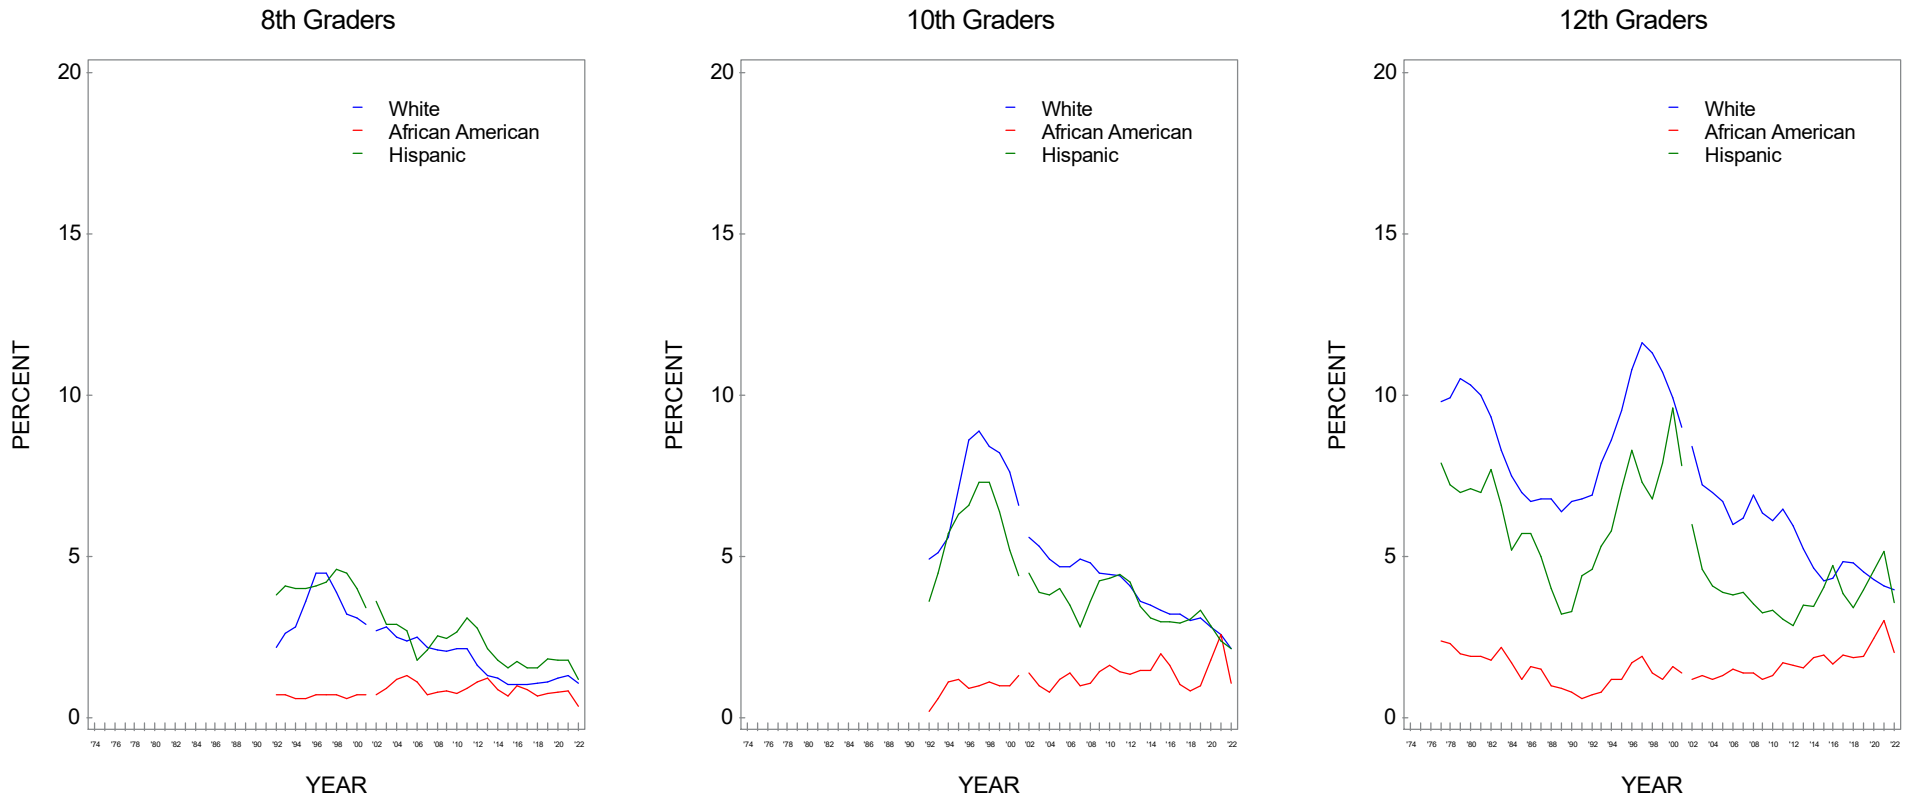 8th Graders
20
15
10
5
0
PERCENT
White
African American
Hispanic
'74 '76 '78 '80 '82 '84 '86 '88 '90 '92 '94 '96 '98 '00 '02 '04 '06 '08 '10 '12 '14 '16 '18 '20 '22
YEAR
10th Graders
20
15
10
5
0
PERCENT
White
African American
Hispanic
'74 '76 '78 '80 '82 '84 '86 '88 '90 '92 '94 '96 '98 '00 '02 '04 '06 '08 '10 '12 '14 '16 '18 '20 '22
YEAR
12th Graders
20
15
10
5
0
PERCENT
White
African American
Hispanic
'74 '76 '78 '80 '82 '84 '86 '88 '90 '92 '94 '96 '98 '00 '02 '04 '06 '08 '10 '12 '14 '16 '18 '20 '22
YEAR